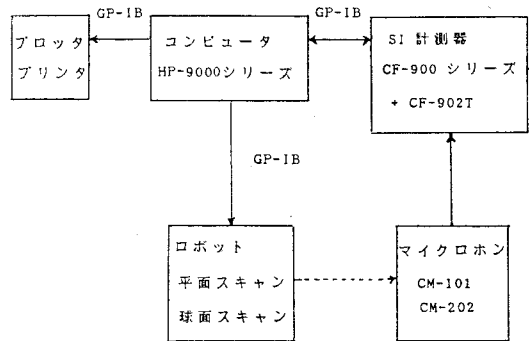 GP-IB
GP-IB
プロッタ
プリンタ
コンピュータ
HP-9000シリーズ
SI 計測器
CF-900 シリーズ
+ CF-902T
GP-IB
ロボット
平面スキャン
球面スキャン
マイクロホン
CM-101
CM-202